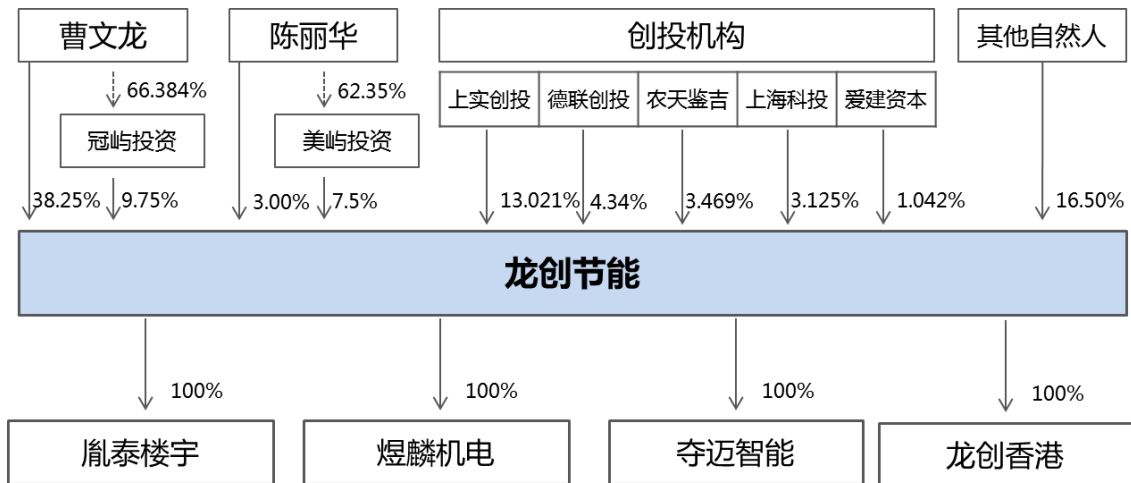 曹文龙
陈丽华
创投机构
其他自然人
66.384%
62.35%
上实创投
德联创投
农天鉴吉
上海科投
爱建资本
冠屿投资
美屿投资
38.25%
9.75%
3.00%
7.5%
13.021%
4.34%
3.469%
3.125%
1.042%
16.50%
龙创节能
100%
100%
100%
100%
胤泰楼宇
煜麟机电
夺迈智能
龙创香港